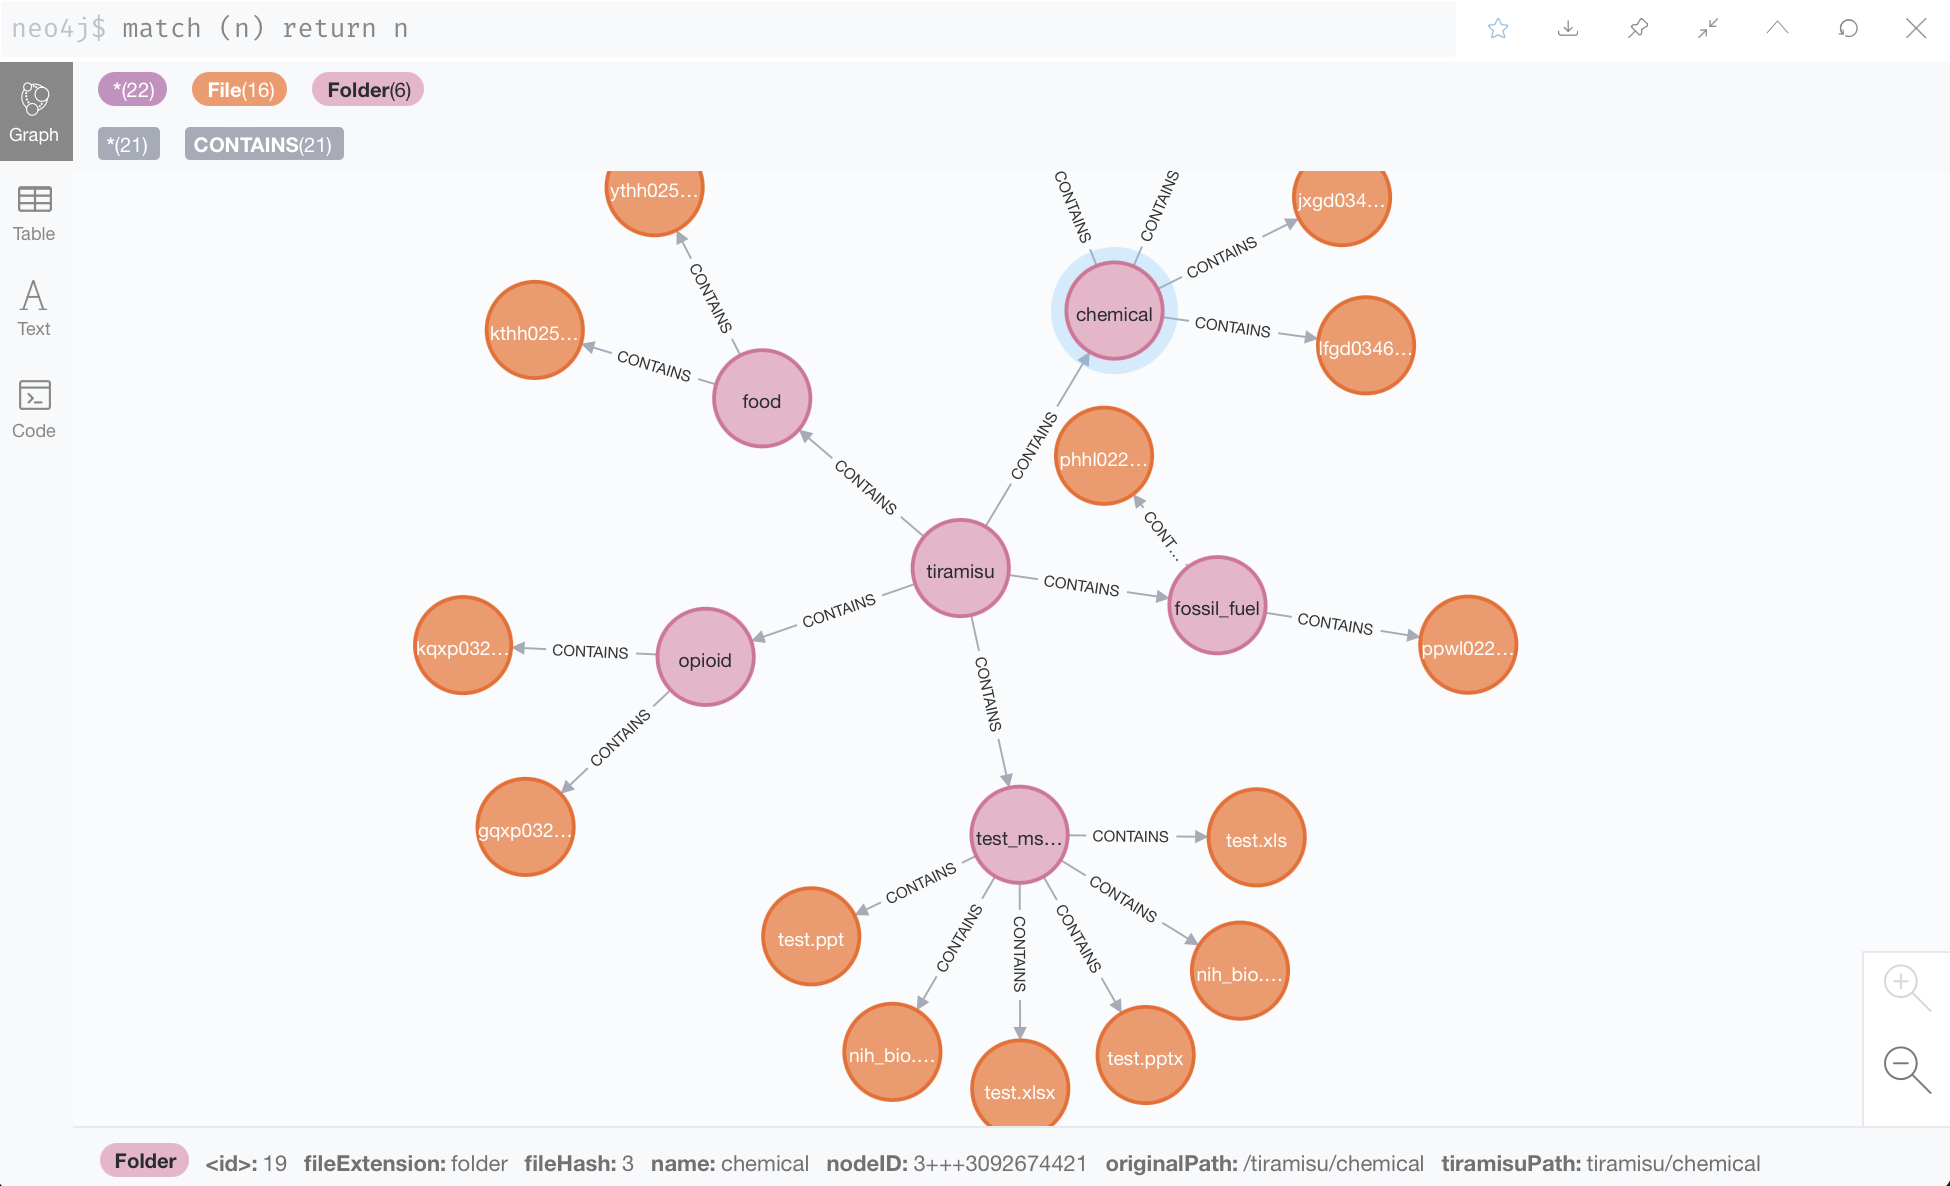 neo4j$ match (n) return n
*(22) File(16) Folder(6)
*(21) CONTAINS(21)
Graph
Table
Text
Code
ythh025...
CONTAINS
CONTAINS
jxgd034...
CONTAINS
CONTAINS
kthh025...
CONTAINS
chemical
CONTAINS
lfgd0346...
food
CONTAINS
CONTAINS
phhl022...
CONT...
tiramisu
CONTAINS
fossil_fuel
CONTAINS
ppwl022...
CONTAINS
kqxp032...
CONTAINS
opioid
CONTAINS
CONTAINS
gqxp032...
test_ms...
CONTAINS
test.xls
CONTAINS
CONTAINS
CONTAINS
CONTAINS
CONTAINS
test.ppt
nih_bio....
nih_bio....
test.xlsx
test.pptx
Folder <id>: 19 fileExtension: folder fileHash: 3 name: chemical nodeID: 3+++3092674421 originalPath: /tiramisu/chemical tiramisuPath: tiramisu/chemical